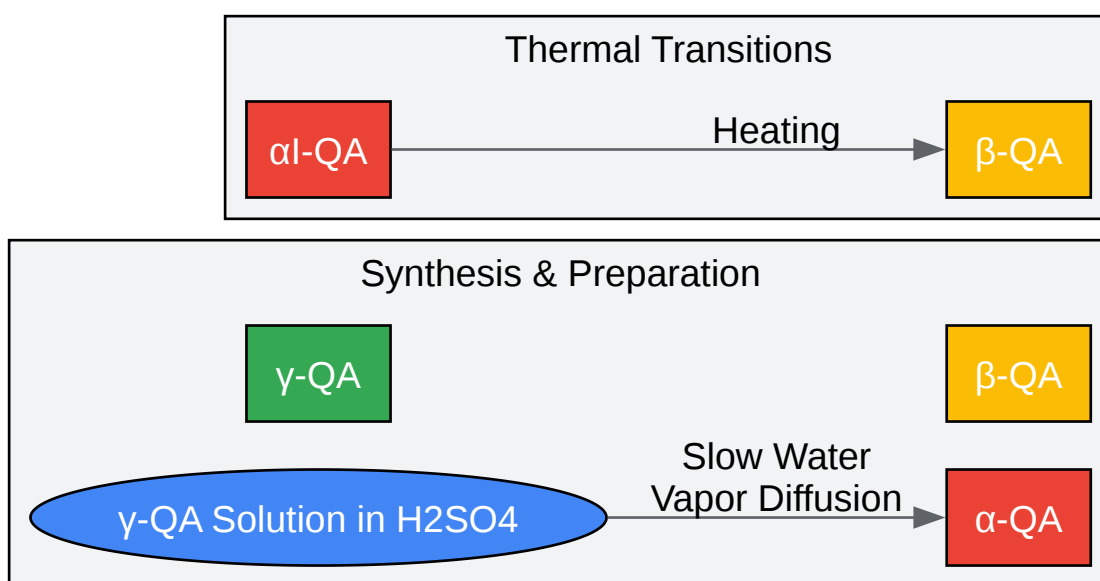 Thermal Transitions
αI-QA
Heating
β-QA
Synthesis & Preparation
γ-QA
β-QA
γ-QA Solution in H2SO4
Slow Water
Vapor Diffusion
α-QA